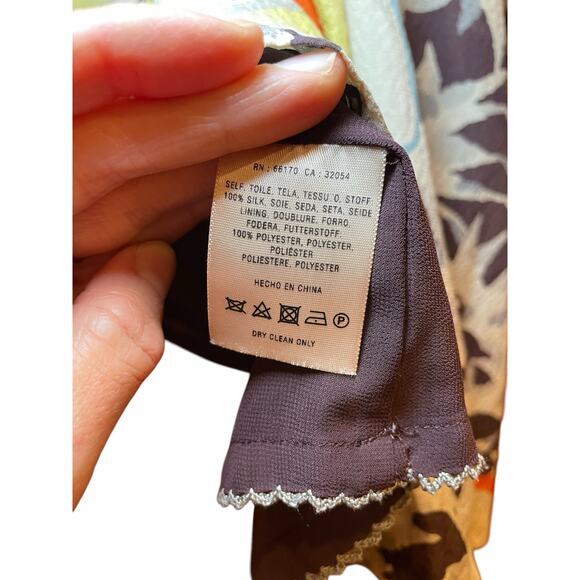 RN : 66170 CA : 32054
SELF, TOILE, TELA, TESSU O, STOFF
100% SILK, SOIE, SEDA, SETA, SEIDE
LINING, DOUBLURE, FORRO,
FODERA, FUTTERSTOFF:
100% POLYESTER, POLYESTER,
POLIÉSTER
POLIESTERE, POLYESTER
HECHO EN CHINA
P
DRY CLEAN ONLY